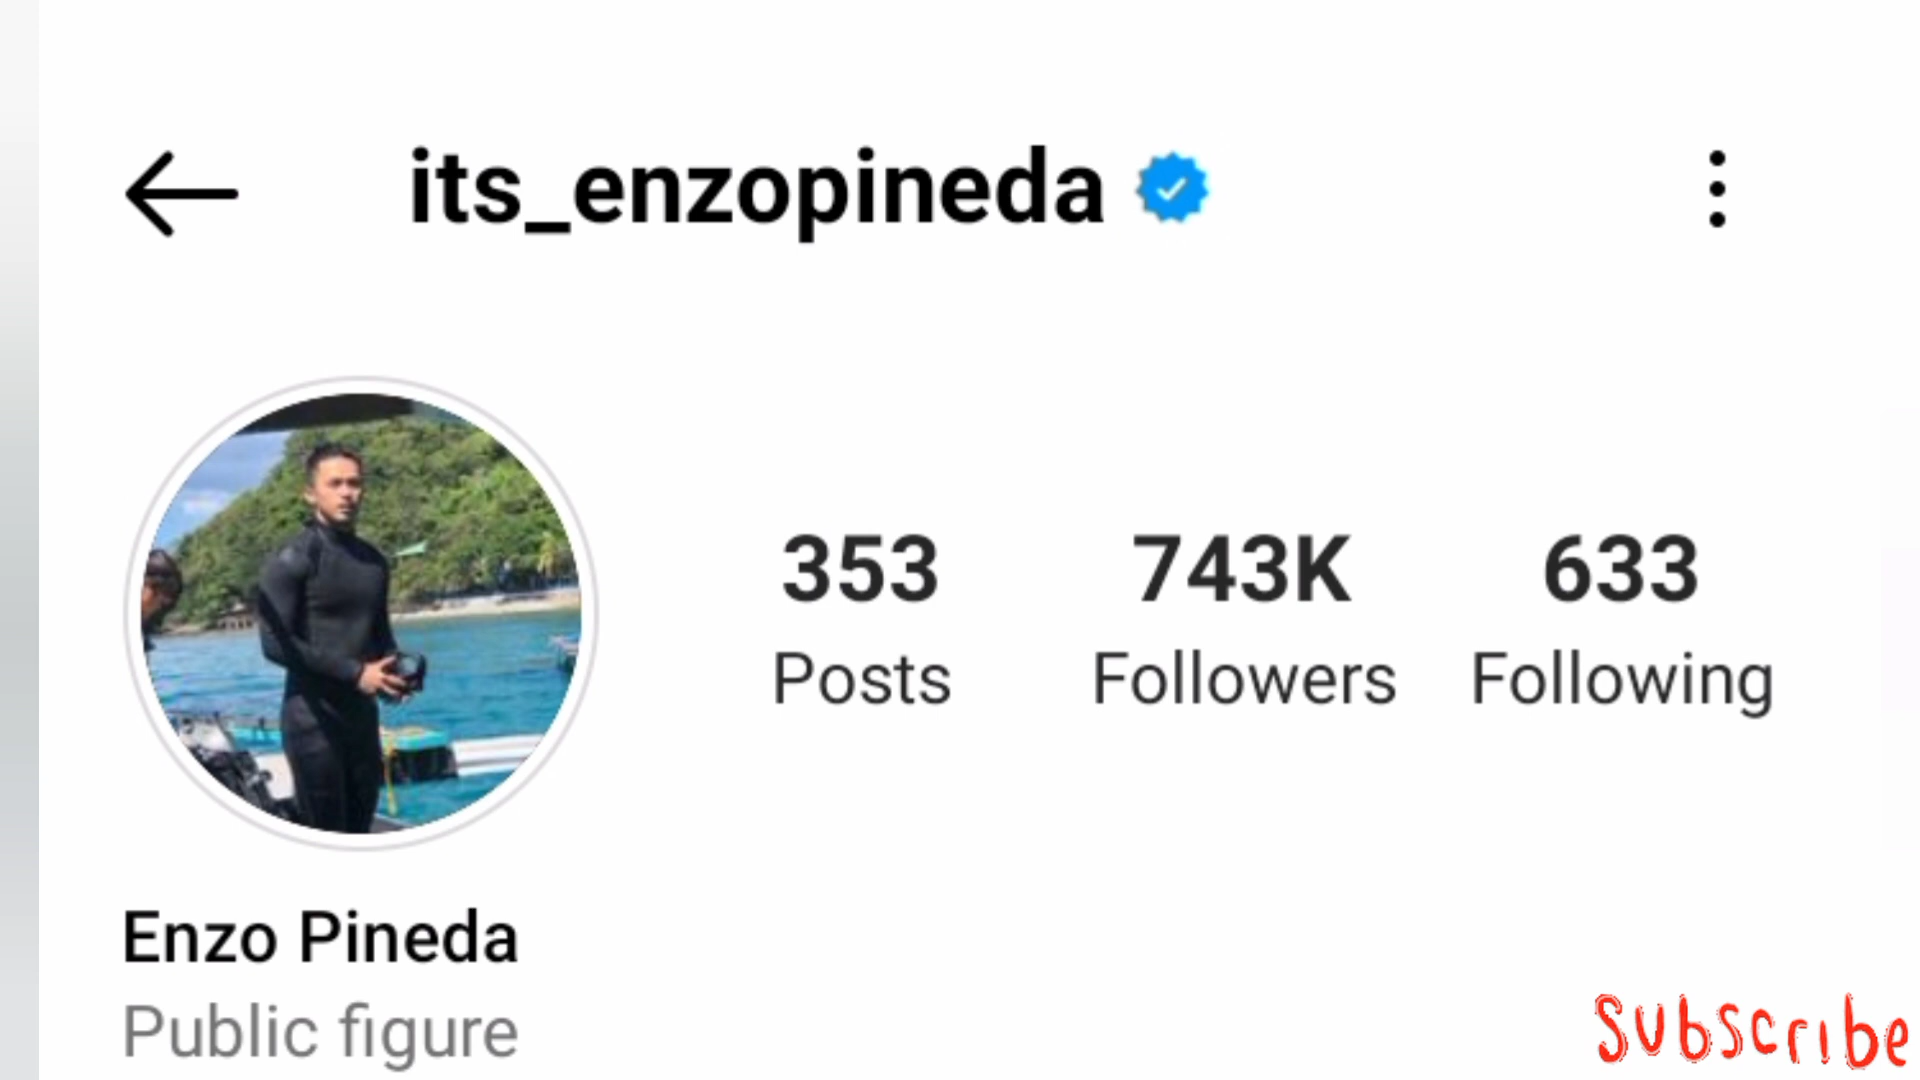 its_enzopineda
353 743K 633
Posts Followers Following
Enzo Pineda
Public figure
Subscribe